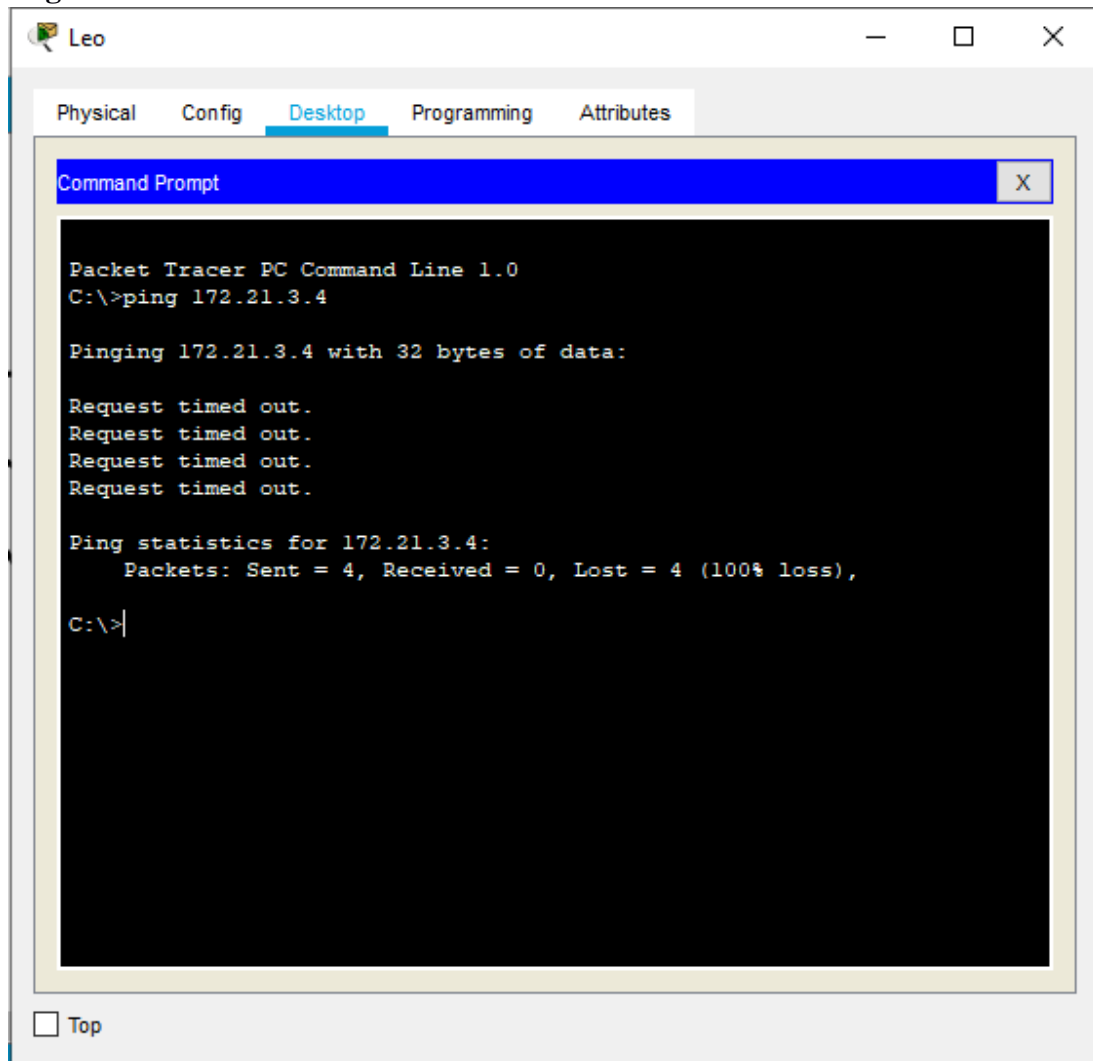 Leo
Physical Config Desktop Programming Attributes
Command Prompt X
Packet Tracer PC Command Line 1.0
C:\>ping 172.21.3.4
Pinging 172.21.3.4 with 32 bytes of data:
Request timed out.
Request timed out.
Request timed out.
Request timed out.
Ping statistics for 172.21.3.4:
Packets: Sent = 4, Received = 0, Lost = 4 (100% loss),
C:\>
Top